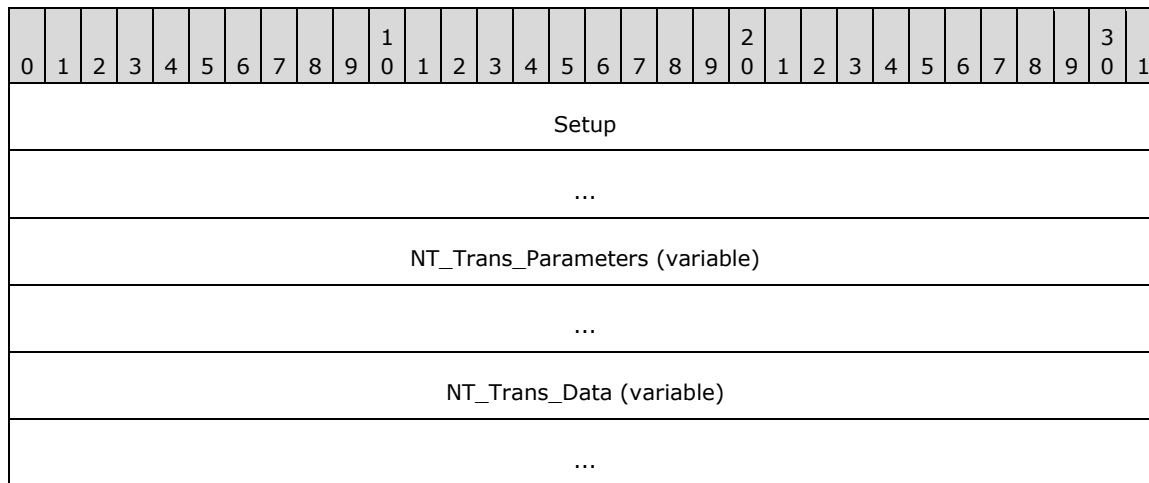 1 2 3
0 1 2 3 4 5 6 7 8 9 0 1 2 3 4 5 6 7 8 9 0 1 2 3 4 5 6 7 8 9 0 1
Setup
...
NT_Trans_Parameters (variable)
...
NT_Trans_Data (variable)
...